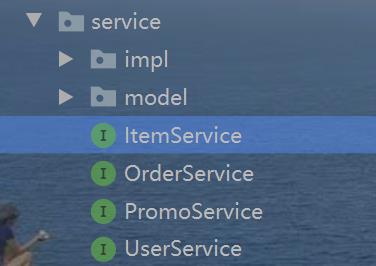 service
impl
model
I ItemService
I OrderService
I PromoService
I UserService